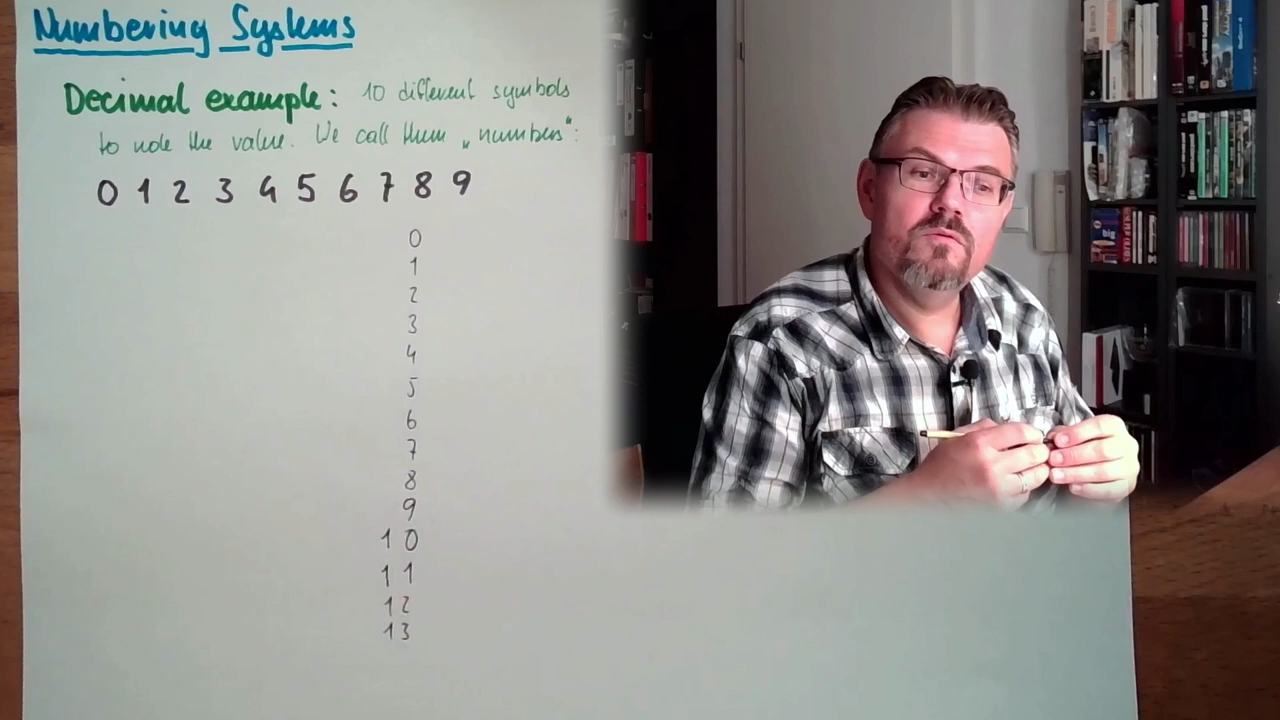 Numbering Systems
Decimal example: 10 different symbols
to note the value. We call them „numbers“:
0 1 2 3 4 5 6 7 8 9
0
1
2
3
4
5
6
7
8
9
10
11
12
13
big